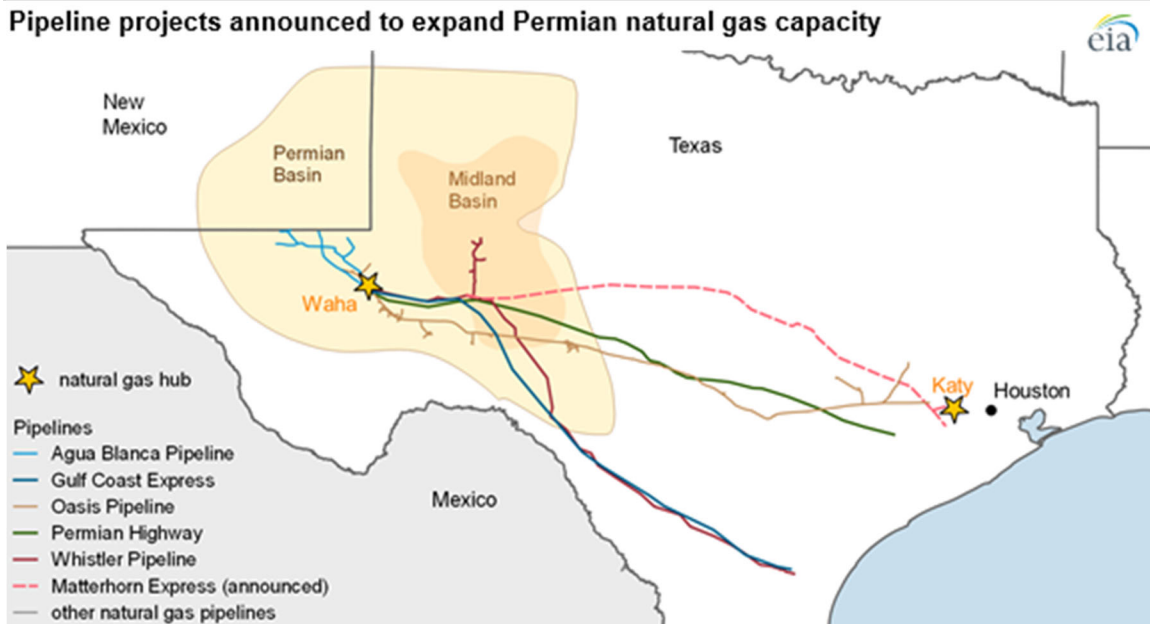 Pipeline projects announced to expand Permian natural gas capacity
eia
New
Mexico
Texas
Permian
Basin
Midland
Basin
Waha
natural gas hub
Katy
Houston
Pipelines
Agua Blanca Pipeline
Gulf Coast Express
Mexico
Oasis Pipeline
Permian Highway
Whistler Pipeline
Matterhorn Express (announced)
other natural gas pipelines